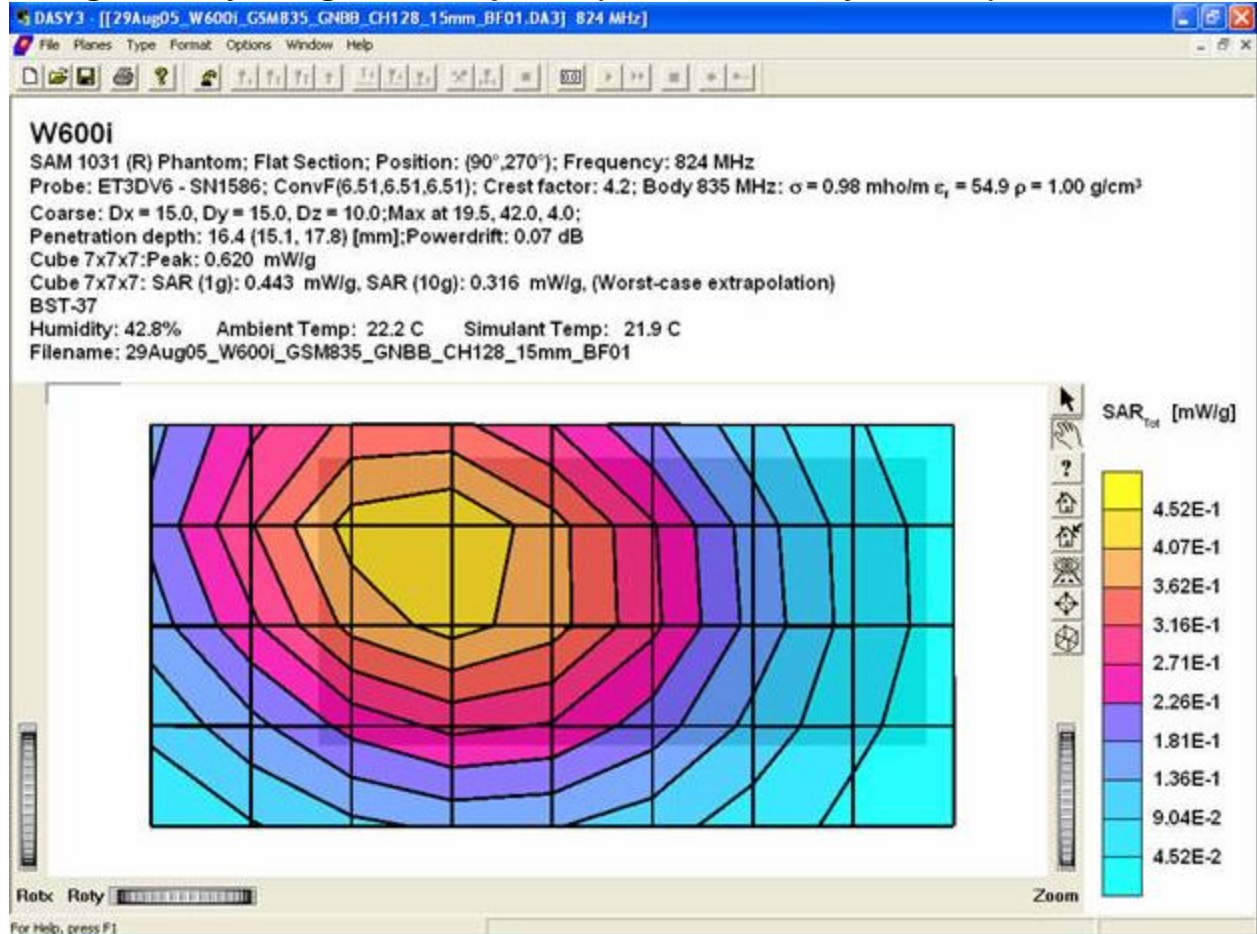 DASY3 - [[29Aug05_W600i_GSM835_GNBB_CH128_15mm_BF01.DA3] 824 MHz]
File Planes Type Format Options Window Help
W600i
SAM 1031 (R) Phantom; Flat Section; Position: (90°,270°); Frequency: 824 MHz
Probe: ET3DV6 - SN1586; ConvF(6.51,6.51,6.51); Crest factor: 4.2; Body 835 MHz: σ = 0.98 mho/m εr = 54.9 ρ = 1.00 g/cm³
Coarse: Dx = 15.0, Dy = 15.0, Dz = 10.0;Max at 19.5, 42.0, 4.0;
Penetration depth: 16.4 (15.1, 17.8) [mm];Powerdrift: 0.07 dB
Cube 7x7x7:Peak: 0.620 mW/g
Cube 7x7x7: SAR (1g): 0.443 mW/g, SAR (10g): 0.316 mW/g, (Worst-case extrapolation)
BST-37
Humidity: 42.8% Ambient Temp: 22.2 C Simulant Temp: 21.9 C
Filename: 29Aug05_W600i_GSM835_GNBB_CH128_15mm_BF01
SARTot [mW/g]
4.52E-1
4.07E-1
3.62E-1
3.16E-1
2.71E-1
2.26E-1
1.81E-1
1.36E-1
9.04E-2
4.52E-2
Rotx Roty Zoom
For Help, press F1